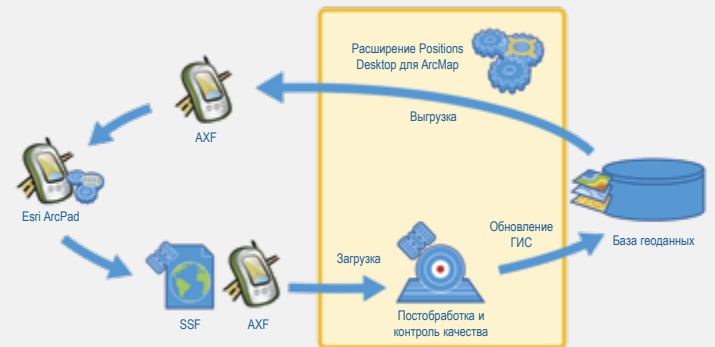 Расширение Positions
Desktop для ArcMap
AXF
Выгрузка
Esri ArcPad
База геоданных
Обновление
ГИС
Загрузка
SSF
AXF
Постобработка и
контроль качества